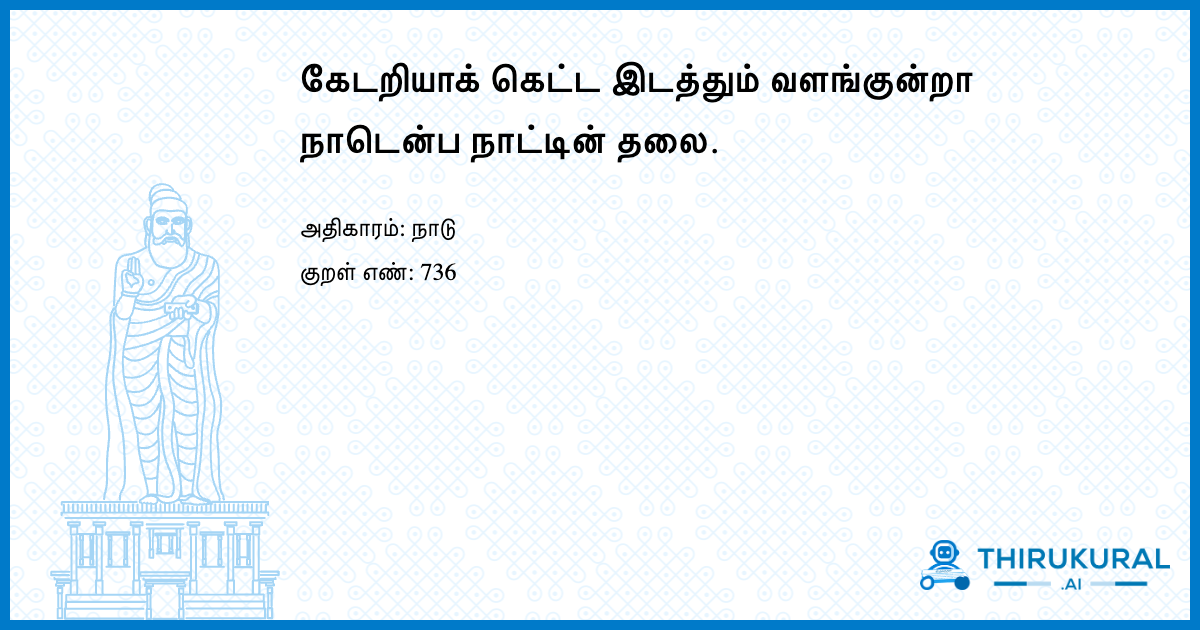 கேடறியாக் கெட்ட இடத்தும் வளங்குன்றா
நாடென்ப நாட்டின் தலை.
அதிகாரம்: நாடு
குறள் எண்: 736
THIRUKURAL
.AI